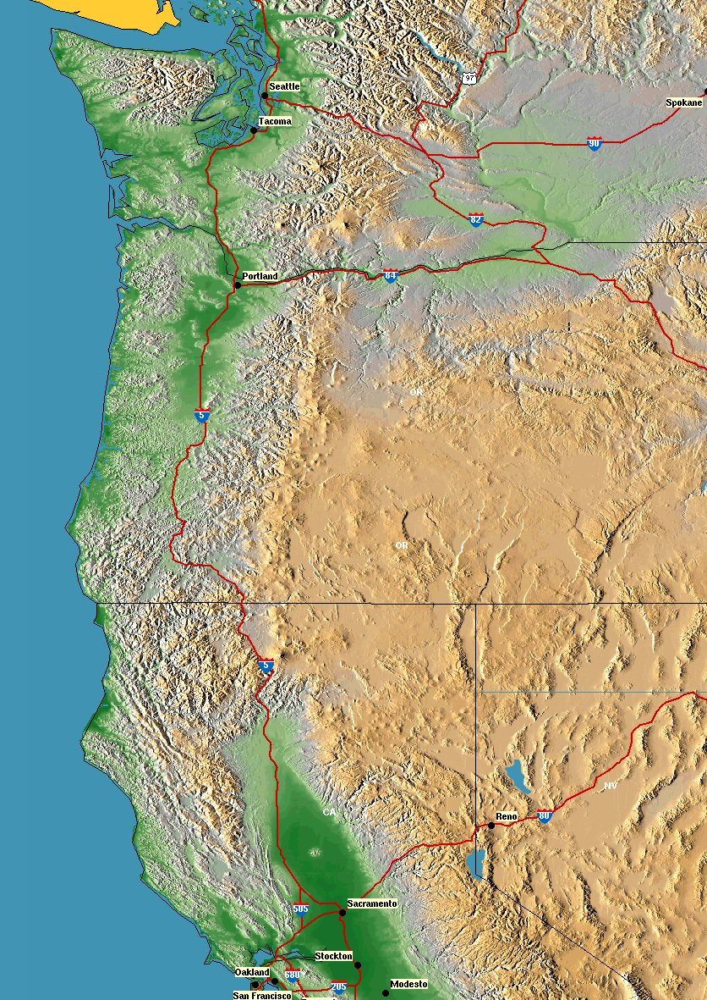 97
Seattle
Spokane
Tacoma
90
82
Portland
84
OR
5
OR
5
CA
NV
Reno
80
Sacramento
505
Stockton
Oakland
680
205
Modesto
San Francisco